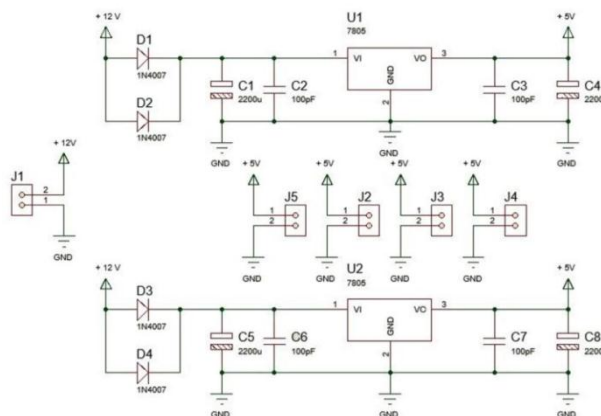 + 12 V
D1
1N4007
D2
1N4007
C1
2200u
C2
100pF
U1
7805
1
VI
VO
3
GND
2
C3
100pF
C4
2200u
+ 5V
GND
GND
GND
+ 12V
J1
2
1
GND
+ 5V
J5
1
2
GND
+ 5V
J2
1
2
GND
+ 5V
J3
1
2
GND
+ 5V
J4
1
2
GND
+ 12 V
D3
1N4007
D4
1N4007
C5
2200u
C6
100pF
U2
7805
1
VI
VO
3
GND
2
C7
100pF
C8
2200u
+ 5V
GND
GND
GND